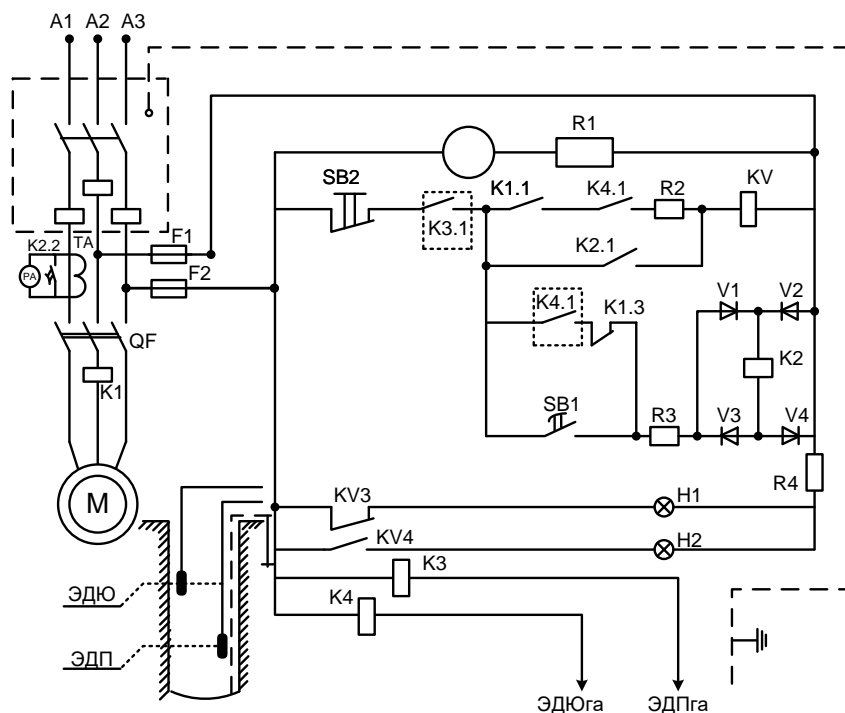 A1 A2 A3
R1
SB2
K1.1
K4.1
R2
KV
K3.1
K2.2
TA
F1
K2.1
PA
F2
K4.1
K1.3
V1
V2
QF
K2
K1
SB1
R3
V3
V4
R4
M
KV3
H1
KV4
H2
ЭДЮ
K3
K4
ЭДП
ЭДЮга
ЭДПга